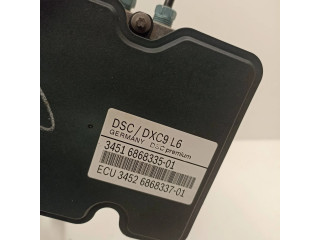 DSC / DXC9 L6
GERMANY DSC premium
3451 6868335-01
ECU 3452 6868337-01